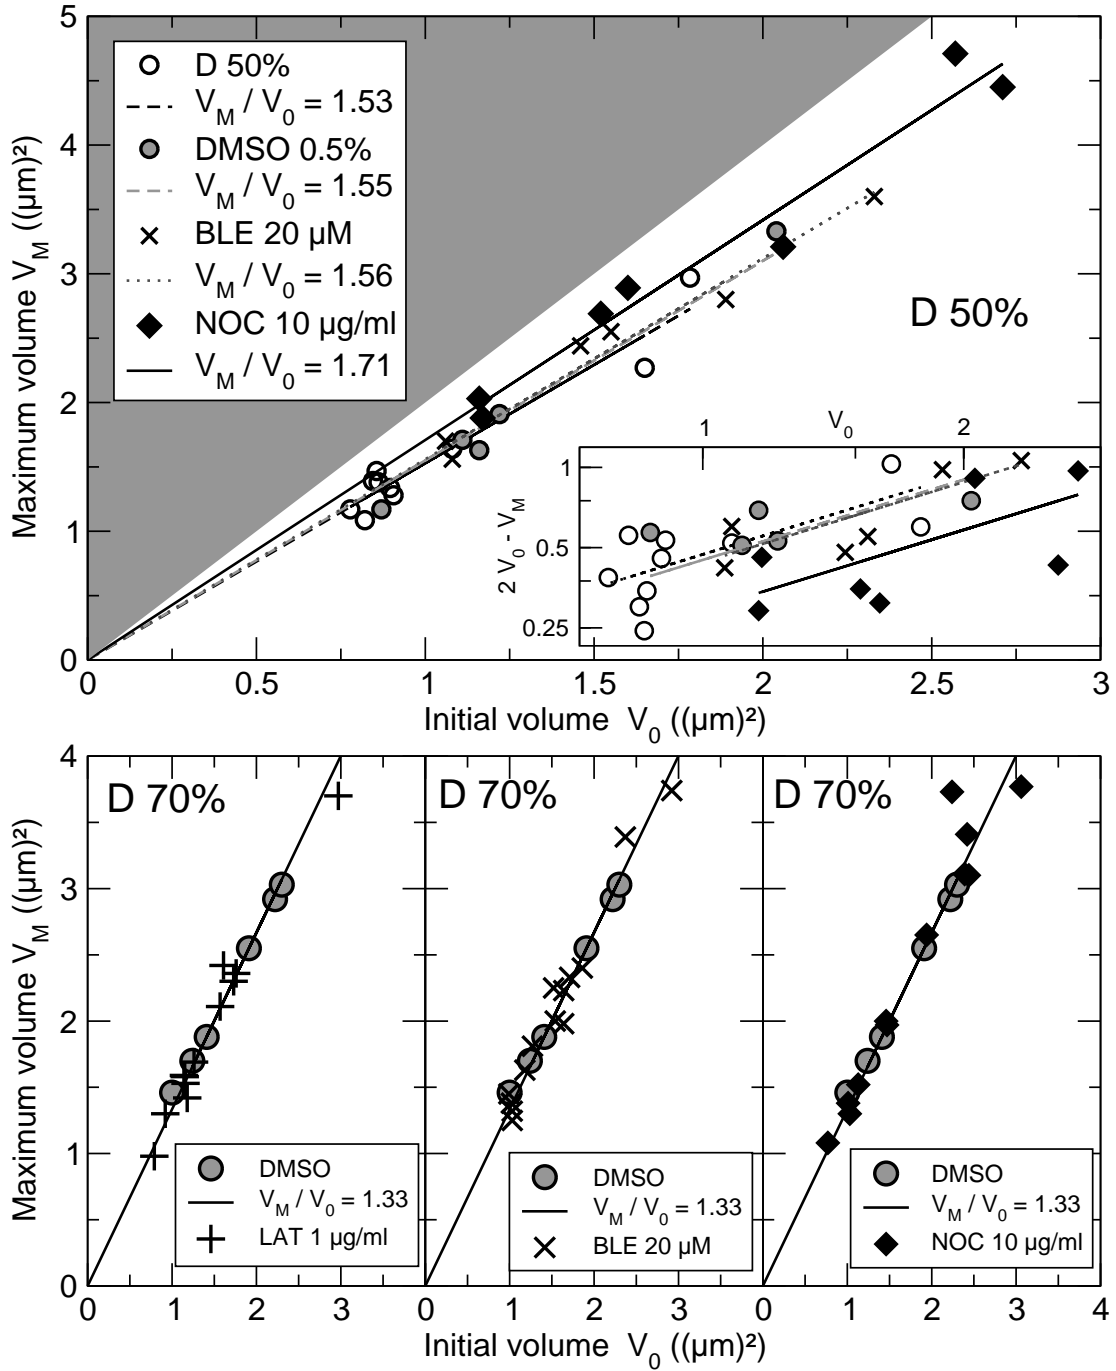 5
4
3
2
1
0
Maximum volume V_M ((µm)²)
D 50%
V_M / V_0 = 1.53
DMSO 0.5%
V_M / V_0 = 1.55
BLE 20 µM
V_M / V_0 = 1.56
NOC 10 µg/ml
V_M / V_0 = 1.71
D 50%
1 V_0 2
1
0.5
0.25
2 V_0 - V_M
0 0.5 1 1.5 2 2.5 3
Initial volume V_0 ((µm)²)
4
3
2
1
0
Maximum volume V_M ((µm)²)
D 70%
DMSO
V_M / V_0 = 1.33
LAT 1 µg/ml
D 70%
DMSO
V_M / V_0 = 1.33
BLE 20 µM
D 70%
DMSO
V_M / V_0 = 1.33
NOC 10 µg/ml
0 1 2 3 0 1 2 3 0 1 2 3 4
Initial volume V_0 ((µm)²)